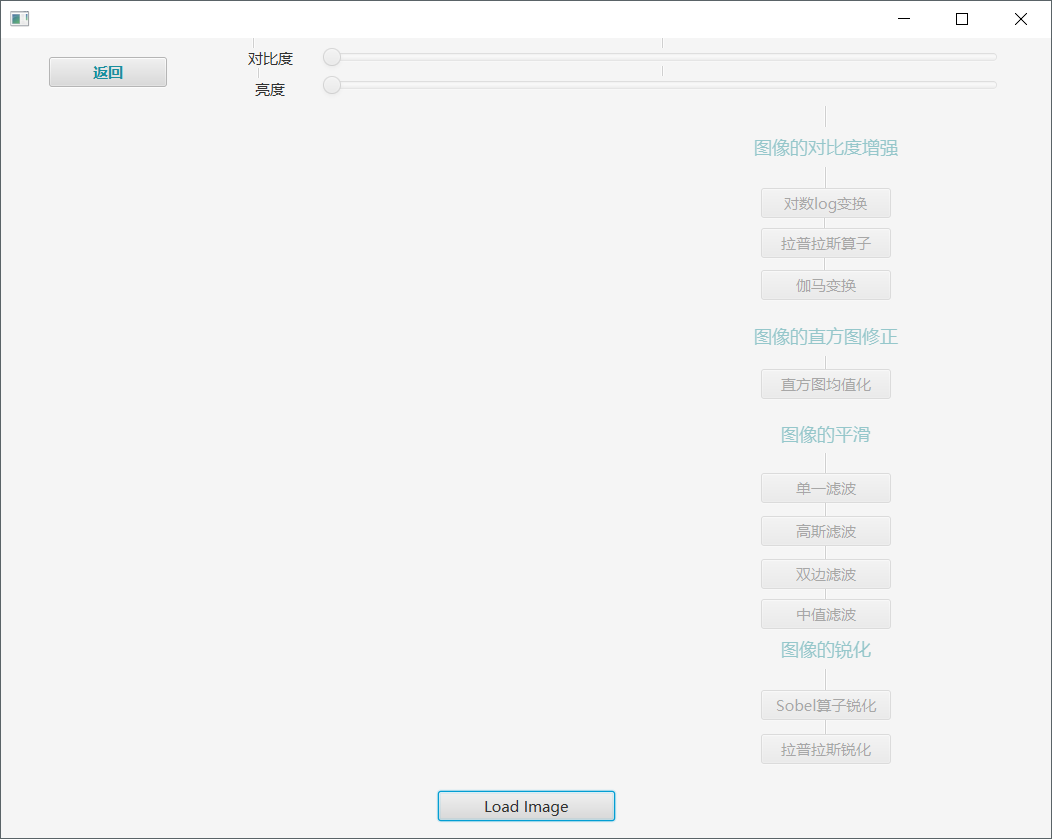 返回
对比度
亮度
图像的对比度增强
对数log变换
拉普拉斯算子
伽马变换
图像的直方图修正
直方图均值化
图像的平滑
单一滤波
高斯滤波
双边滤波
中值滤波
图像的锐化
Sobel算子锐化
拉普拉斯锐化
Load Image